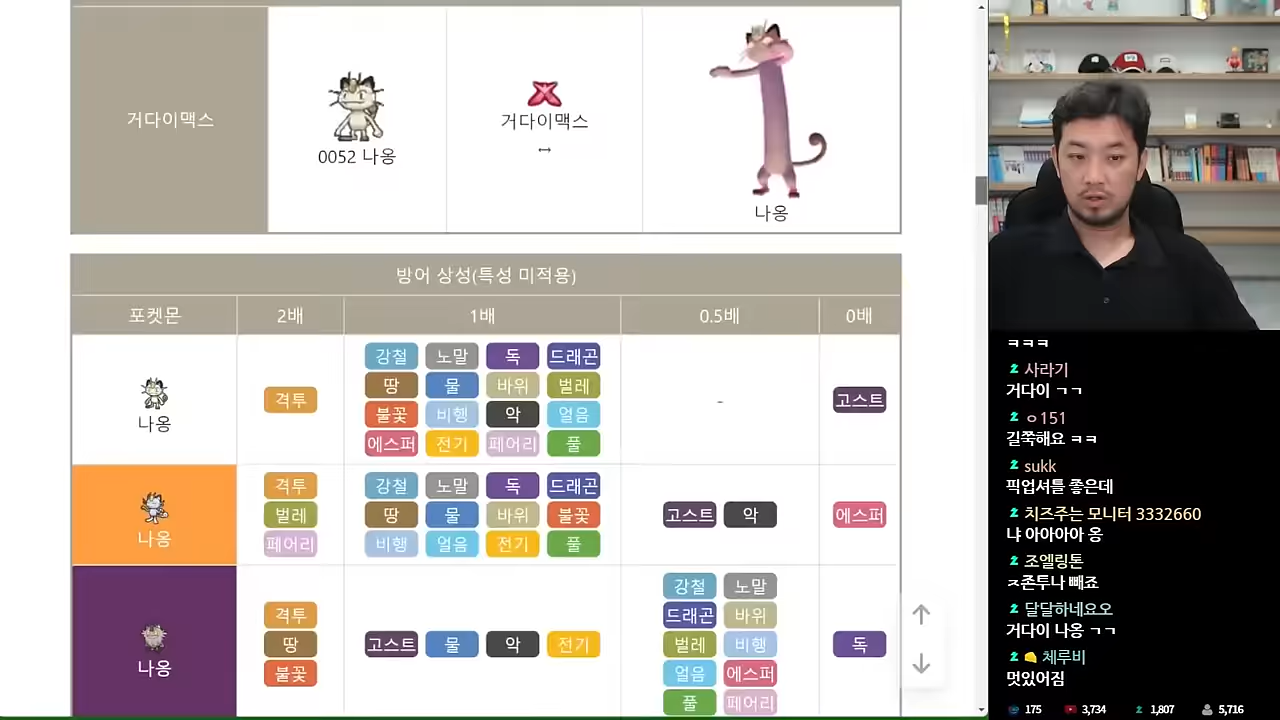 거다이맥스
0052 나옹
거다이맥스
↔
나옹
방어 상성(특성 미적용)
포켓몬 2배 1배 0.5배 0배
나옹
격투
강철 노말 독 드래곤
땅 물 바위 벌레
불꽃 비행 악 얼음
에스퍼 전기 페어리 풀
-
고스트
나옹
격투
벌레
페어리
강철 노말 독 드래곤
땅 물 바위 불꽃
비행 얼음 전기 풀
고스트 악
에스퍼
나옹
격투
땅
불꽃
고스트 물 악 전기
강철 노말
드래곤 바위
벌레 비행
얼음 에스퍼
풀 페어리
독
ㅋㅋㅋ
사라기
거다이 ㄱㄱ
ㅇ151
길쭉해요 ㅋㅋ
sukk
픽업셔틀 좋은데
치즈주는 모니터 3332660
냐 아아아아 옹
조엘링톤
ㅈ존투나 빼죠
달달하네요오
거다이 나옹 ㄱㄱ
체루비
멋있어짐
175 3,734 1,807 5,716